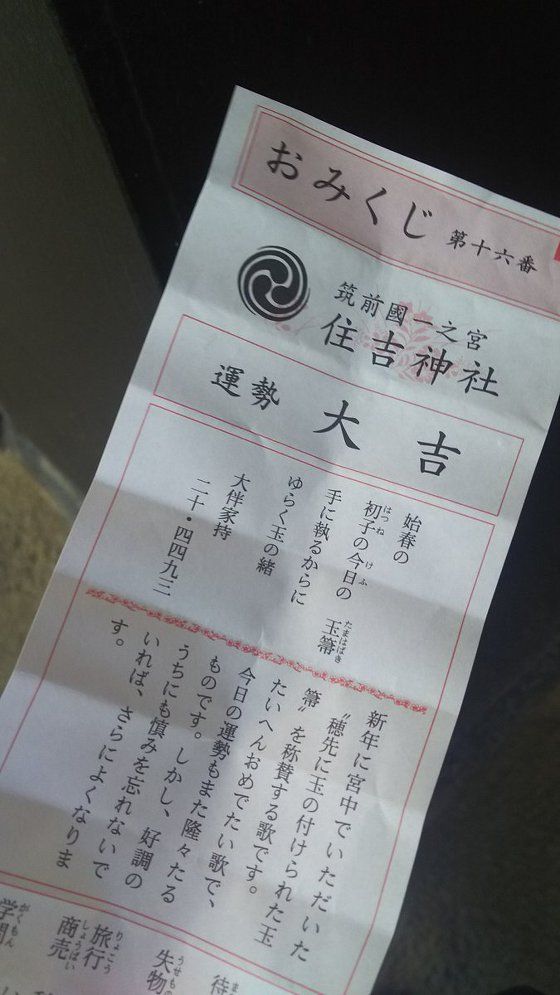 おみくじ 第十六番
筑前國一之宮
住吉神社
運勢 大吉
始春の
初子の今日の 玉箒
手に執るからに
ゆらく玉の緒
大伴家持
二十・四四九三
新年に宮中でいただいた
〝穂先に玉の付けられた玉
箒〟を称賛する歌です。
たいへんおめでたい歌で、
今日の運勢もまた隆々たる
ものです。しかし、好調の
うちにも慎みを忘れないで
いれば、さらによくなりま
す。
待
失物
旅行
商売
学問